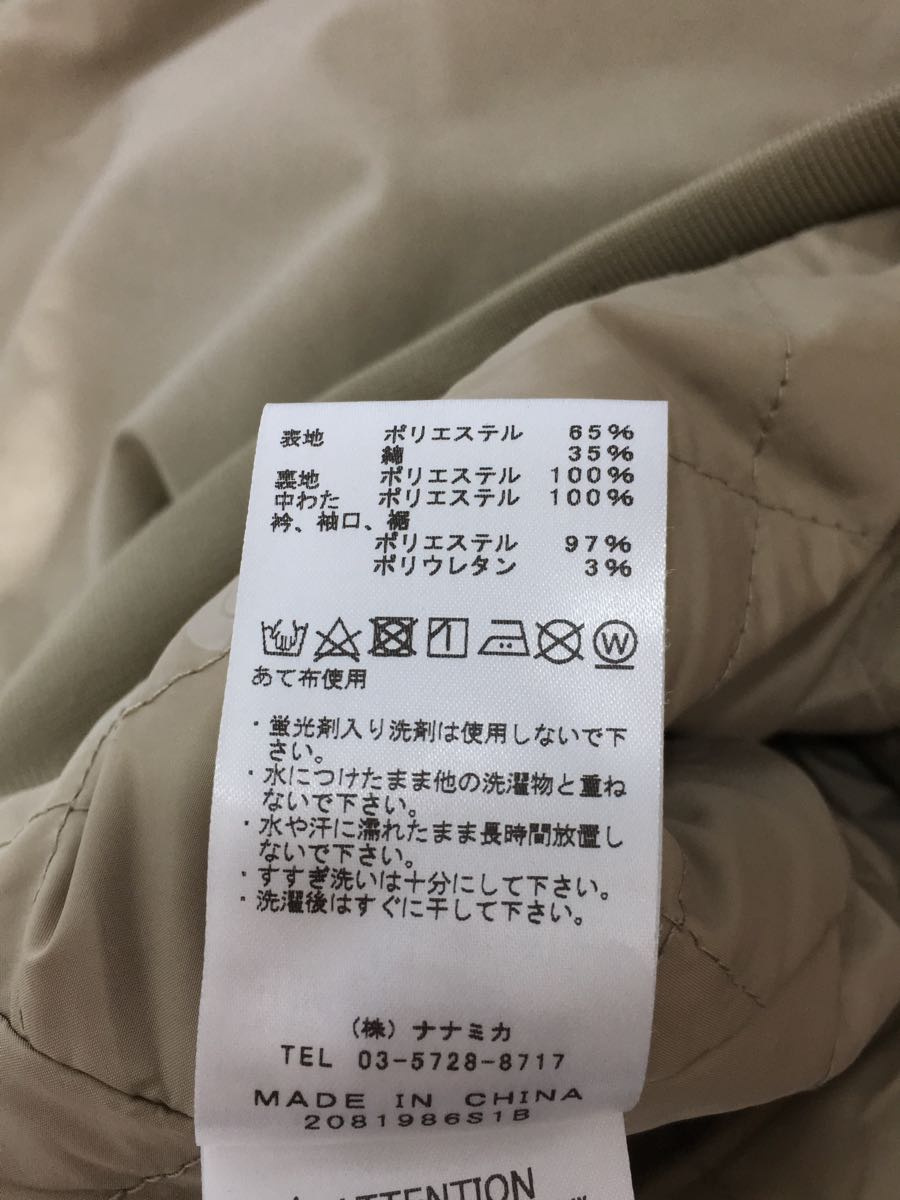 表地 ポリエステル 65%
綿 35%
裏地 ポリエステル 100%
中わた ポリエステル 100%
衿、袖口、裾
ポリエステル 97%
ポリウレタン 3%
W
あて布使用
・蛍光剤入り洗剤は使用しないで下
さい。
・水につけたまま他の洗濯物と重ね
ないで下さい。
・水や汗に濡れたまま長時間放置し
ないで下さい。
・すすぎ洗いは十分にして下さい。
・洗濯後はすぐに干して下さい。
(株) ナナミカ
TEL 03-5728-8717
MADE IN CHINA
2081986S1B
ATTENTION